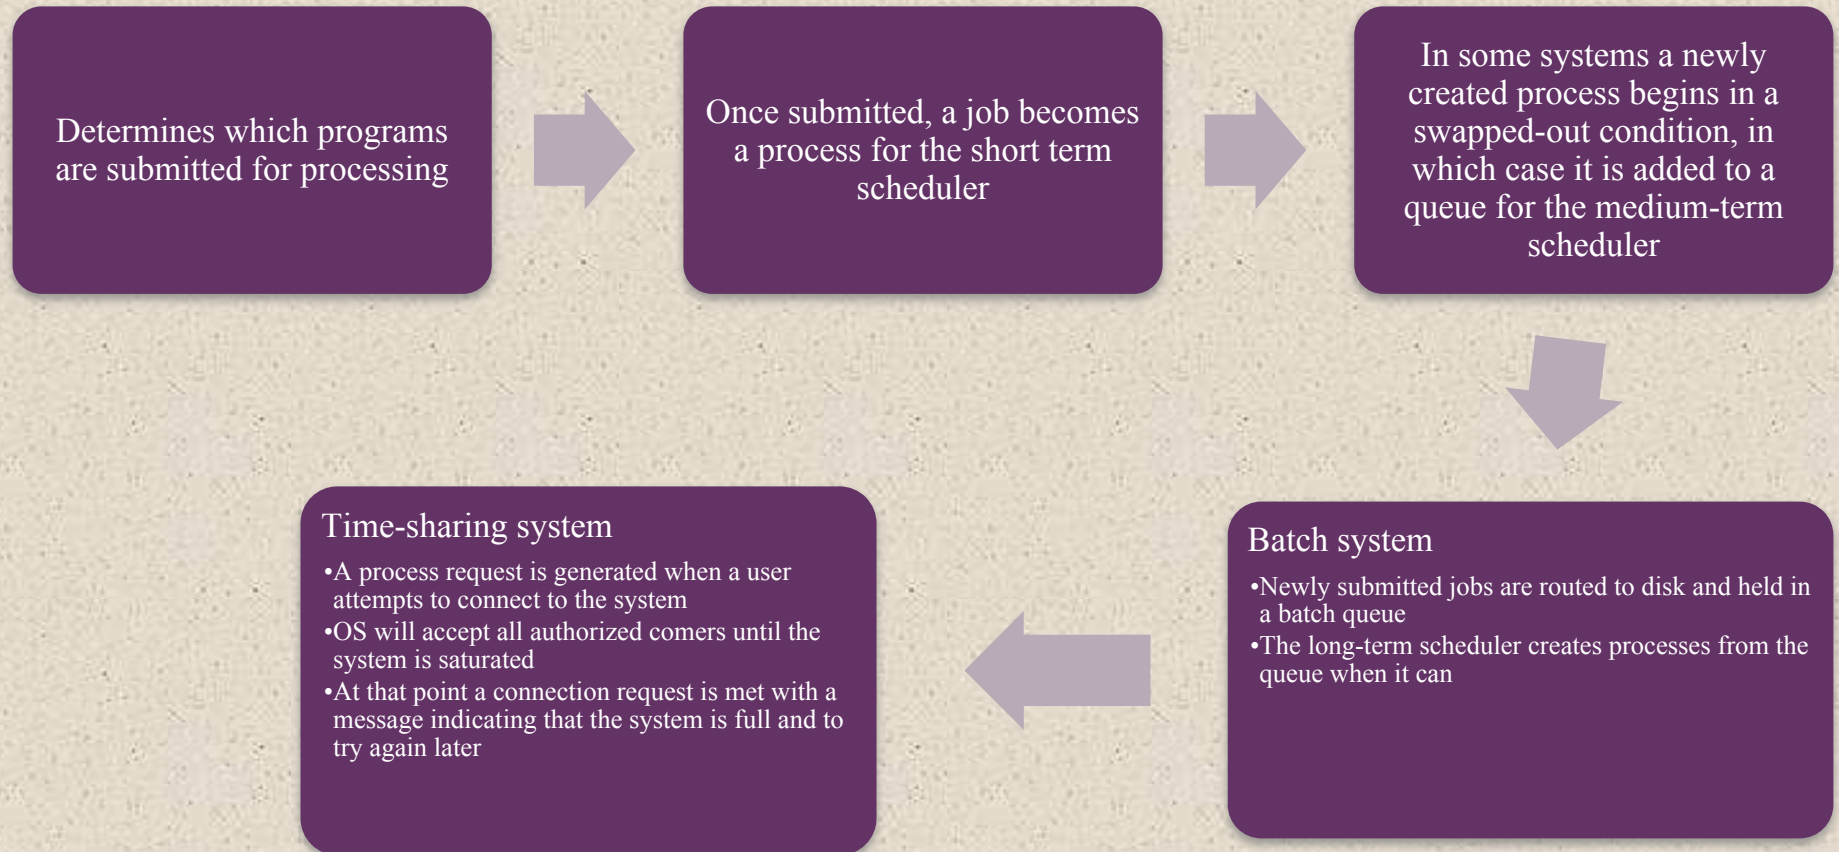 Determines which programs
are submitted for processing
Once submitted, a job becomes
a process for the short term
scheduler
In some systems a newly
created process begins in a
swapped-out condition, in
which case it is added to a
queue for the medium-term
scheduler
Batch system
•Newly submitted jobs are routed to disk and held in
a batch queue
•The long-term scheduler creates processes from the
queue when it can
Time-sharing system
•A process request is generated when a user
attempts to connect to the system
•OS will accept all authorized comers until the
system is saturated
•At that point a connection request is met with a
message indicating that the system is full and to
try again later